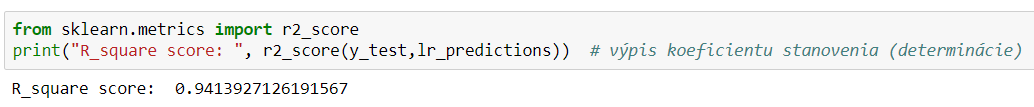 from sklearn.metrics import r2_score
print("R_square score: ", r2_score(y_test,lr_predictions))  # výpis koeficientu stanovenia (determinácie)
R_square score:  0.9413927126191567